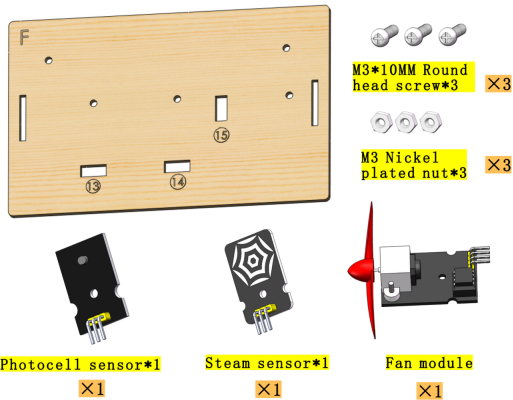 F
M3*10MM Round
head screw*3
×3
⑮
M3 Nickel
plated nut*3
×3
⑬
⑭
Photocell sensor*1
×1
Steam sensor*1
×1
Fan module
×1